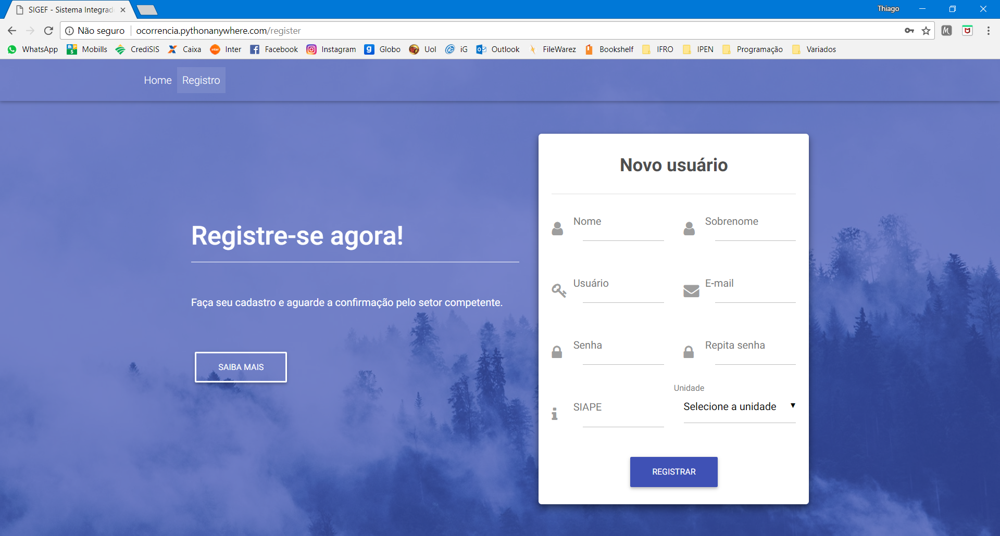 SIGEF - Sistema Integrad
Thiago
Não seguro ocorrencia.pythonanywhere.com/register
WhatsApp Mobills CrediSIS Caixa Inter Facebook Instagram Globo Uol iG Outlook FileWarez Bookshelf IFRO IPEN Programação Variados
Home Registro
Novo usuário
Nome Sobrenome
Registre-se agora!
Usuário E-mail
Faça seu cadastro e aguarde a confirmação pelo setor competente.
Senha Repita senha
SAIBA MAIS
Unidade
SIAPE Selecione a unidade
REGISTRAR